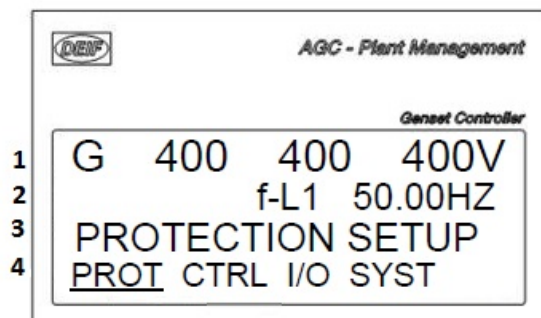 DEIF
AGC - Plant Management
Genset Controller
1 G 400 400 400V
2 f-L1 50.00HZ
3 PROTECTION SETUP
4 PROT CTRL I/O SYST